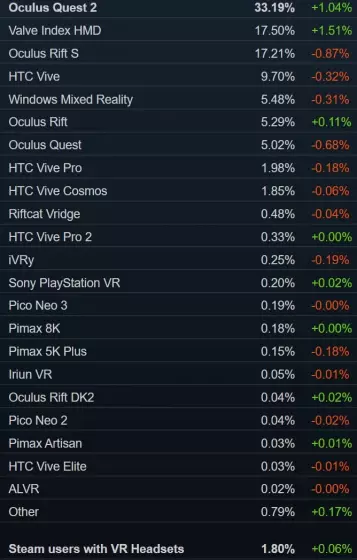 Oculus Quest 2 33.19% +1.04%
Valve Index HMD 17.50% +1.51%
Oculus Rift S 17.21% -0.87%
HTC Vive 9.70% -0.32%
Windows Mixed Reality 5.48% -0.31%
Oculus Rift 5.29% +0.11%
Oculus Quest 5.02% -0.68%
HTC Vive Pro 1.98% -0.18%
HTC Vive Cosmos 1.85% -0.06%
Riftcat Vridge 0.48% -0.04%
HTC Vive Pro 2 0.33% +0.00%
iVRy 0.25% -0.19%
Sony PlayStation VR 0.20% +0.02%
Pico Neo 3 0.19% -0.00%
Pimax 8K 0.18% +0.00%
Pimax 5K Plus 0.15% -0.18%
Iriun VR 0.05% -0.01%
Oculus Rift DK2 0.04% +0.02%
Pico Neo 2 0.04% -0.02%
Pimax Artisan 0.03% +0.01%
HTC Vive Elite 0.03% -0.01%
ALVR 0.02% -0.00%
Other 0.79% +0.17%
Steam users with VR Headsets 1.80% +0.06%